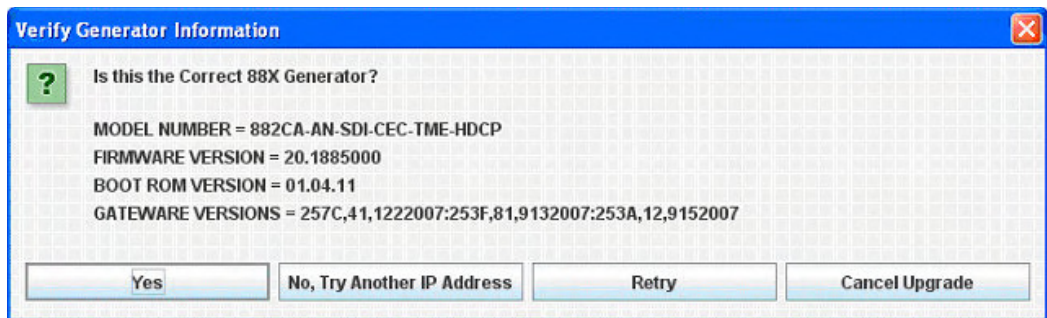 Verify Generator Information
?
Is this the Correct 88X Generator?
MODEL NUMBER = 882CA-AN-SDI-CEC-TME-HDCP
FIRMWARE VERSION = 20.1885000
BOOT ROM VERSION = 01.04.11
GATEWARE VERSIONS = 257C,41,1222007:253F,81,9132007:253A,12,9152007
Yes No, Try Another IP Address Retry Cancel Upgrade